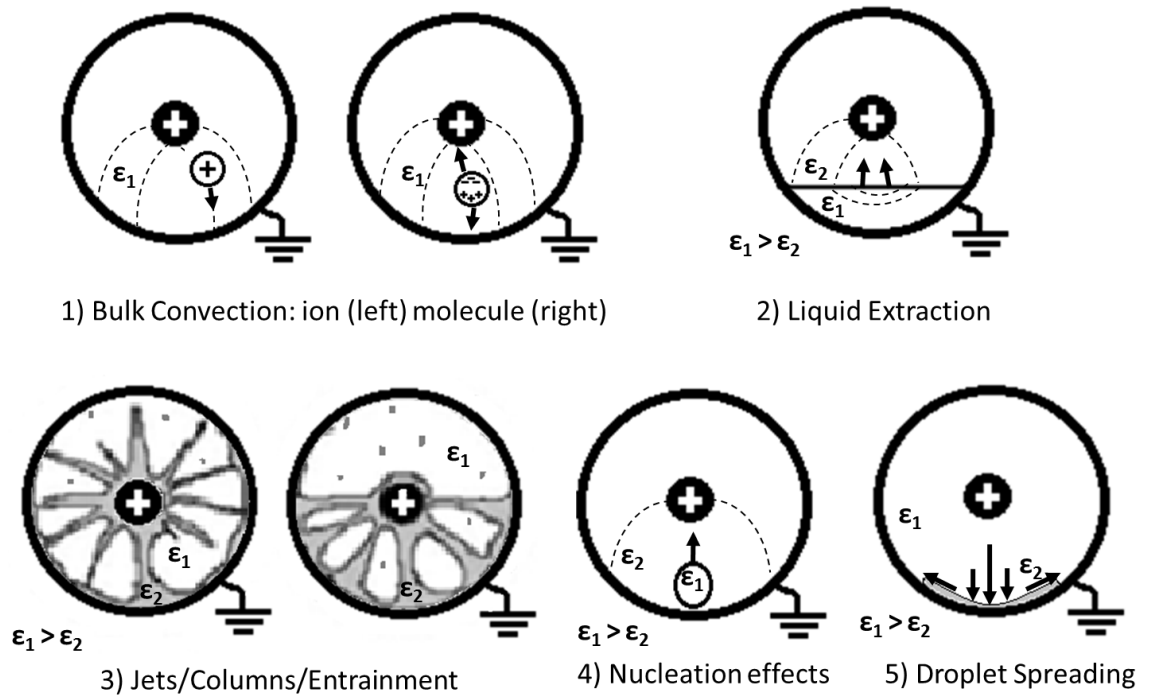 +
+
ε₁
+
ε₁
+
--
+++
+
ε₂
ε₁
ε₁ > ε₂
1) Bulk Convection: ion (left) molecule (right)
2) Liquid Extraction
+
ε₁
ε₂
ε₁ > ε₂
+
ε₁
ε₂
3) Jets/Columns/Entrainment
+
ε₂
ε₁
ε₁ > ε₂
4) Nucleation effects
+
ε₁
ε₂
ε₁ > ε₂
5) Droplet Spreading